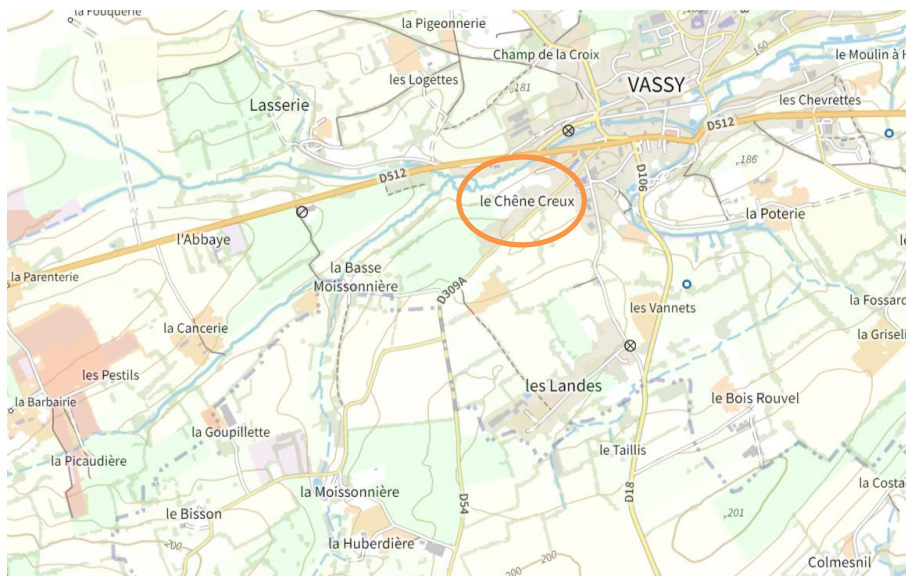 la Fouquerie
la Pigeonnerie
Champ de la Croix
150
le Moulin à H
les Logettes
181
VASSY
Lasserie
les Chevrettes
D512
D512
186
D106
le Chêne Creux
la Poterie
l'Abbaye
la Basse
Moissonnière
la Parenterie
D309A
les Vannets
la Fossard
la Cancerie
la Griseli
les Pestils
les Landes
la Barbairie
le Bois Rouvel
la Goupillette
le Taillis
la Picaudière
la Moissonnière
D54
D18
la Costa
le Bisson
201
200
la Huberdière
200
200
Colmesnil